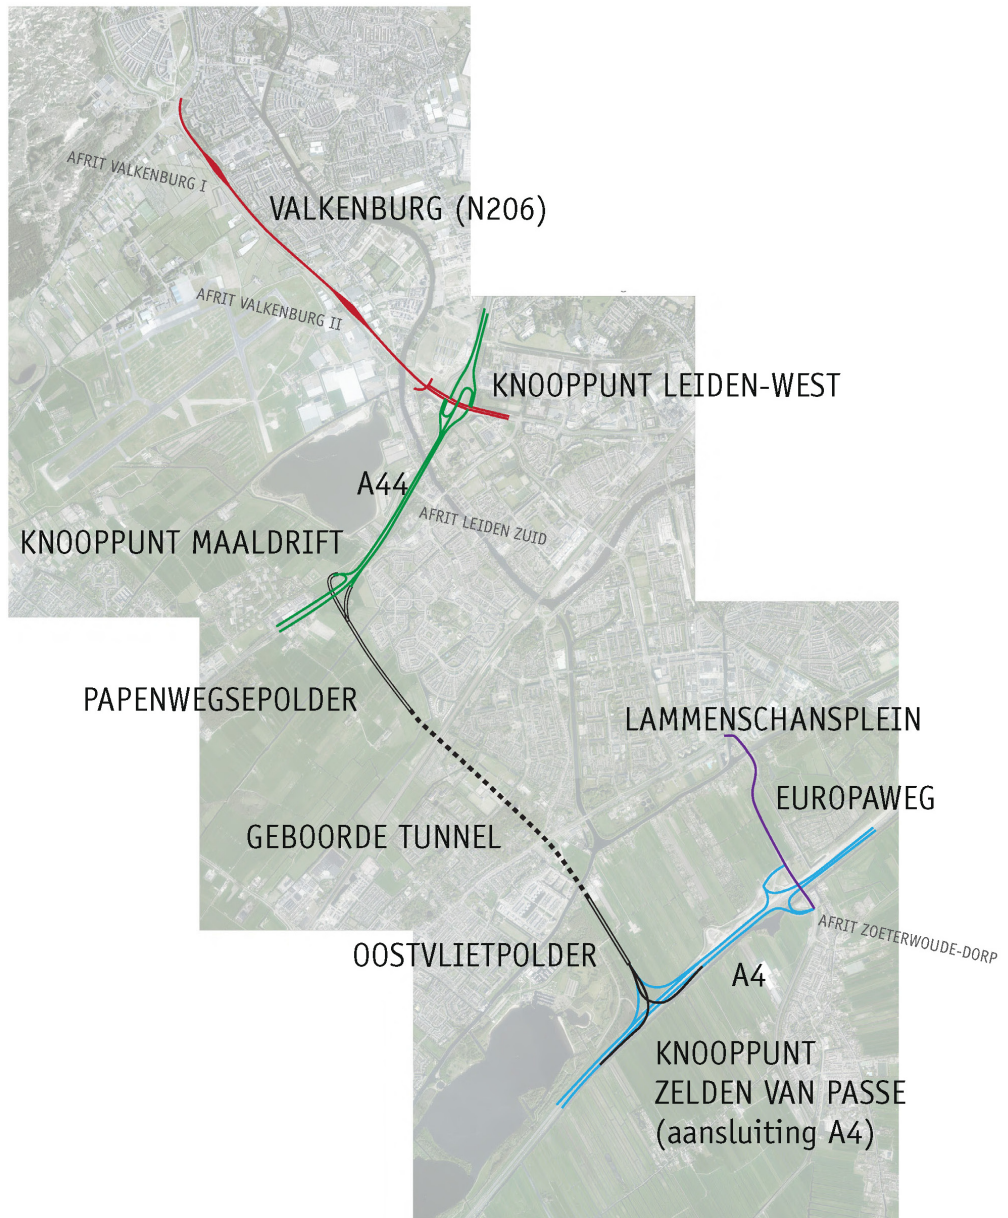 AFRIT VALKENBURG I
VALKENBURG (N206)
AFRIT VALKENBURG II
KNOOPPUNT LEIDEN-WEST
A44
AFRIT LEIDEN ZUID
KNOOPPUNT MAALDRIFT
PAPENWEGSEPOLDER
LAMMENSCHANSPLEIN
EUROPAWEG
GEBOORDE TUNNEL
AFRIT ZOETERWOUDE-DORP
OOSTVLIETPOLDER
A4
KNOOPPUNT
ZELDEN VAN PASSE
(aansluiting A4)